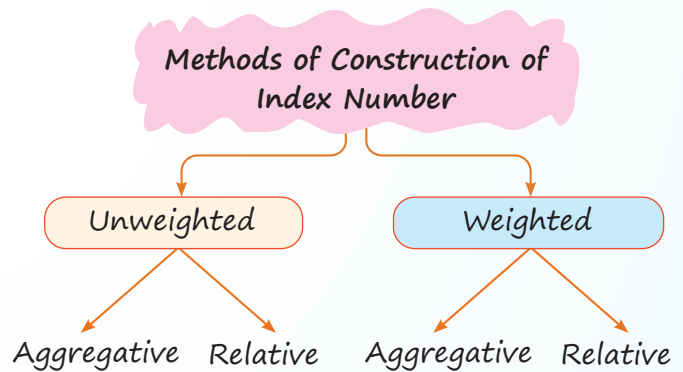 Methods of Construction of
Index Number
Unweighted Weighted
Aggregative Relative Aggregative Relative